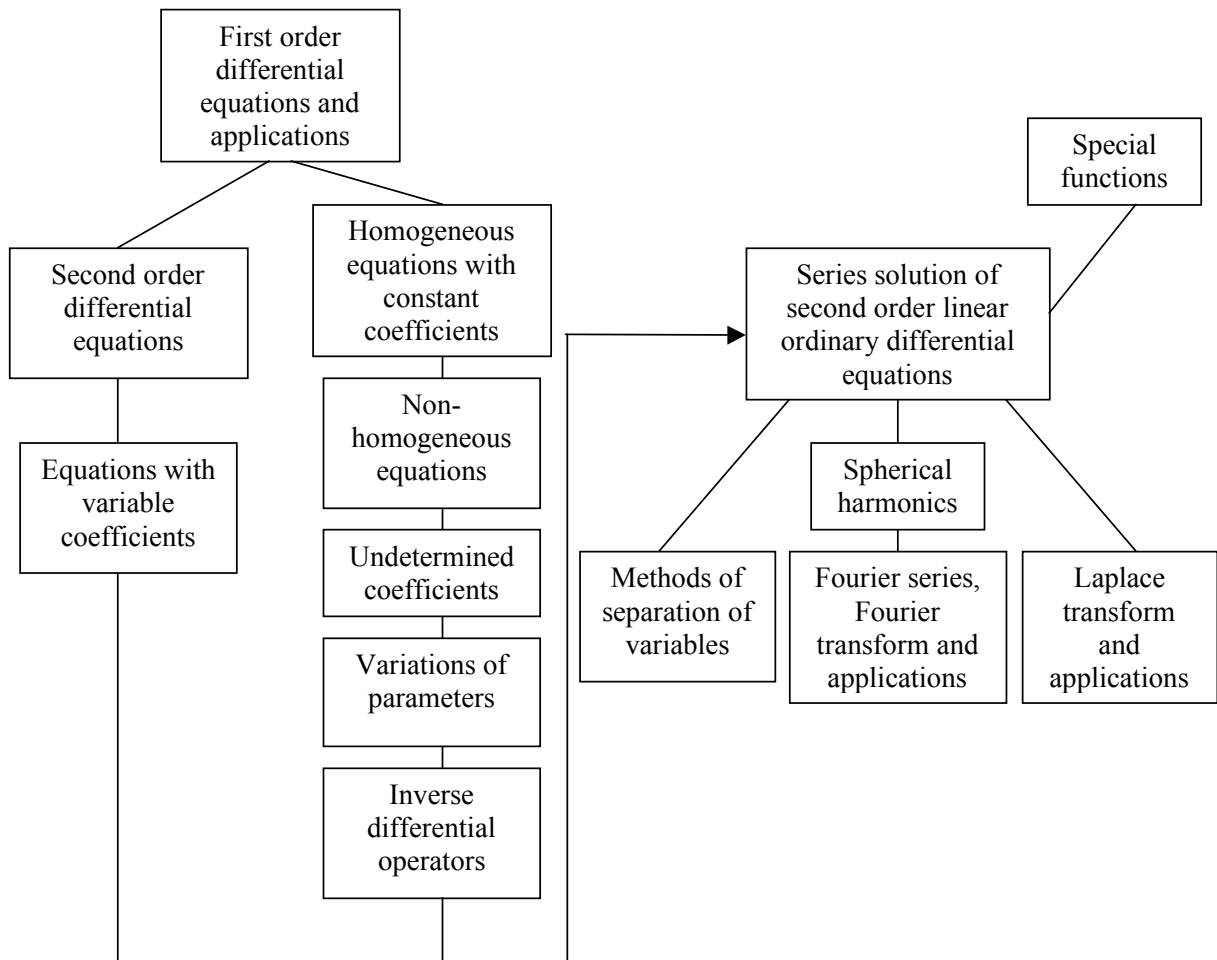 First order
differential
equations and
applications
Special
functions
Homogeneous
equations with
constant
coefficients
Second order
differential
equations
Series solution of
second order linear
ordinary differential
equations
Non-
homogeneous
equations
Equations with
variable
coefficients
Spherical
harmonics
Undetermined
coefficients
Methods of
separation of
variables
Fourier series,
Fourier
transform and
applications
Laplace
transform
and
applications
Variations of
parameters
Inverse
differential
operators